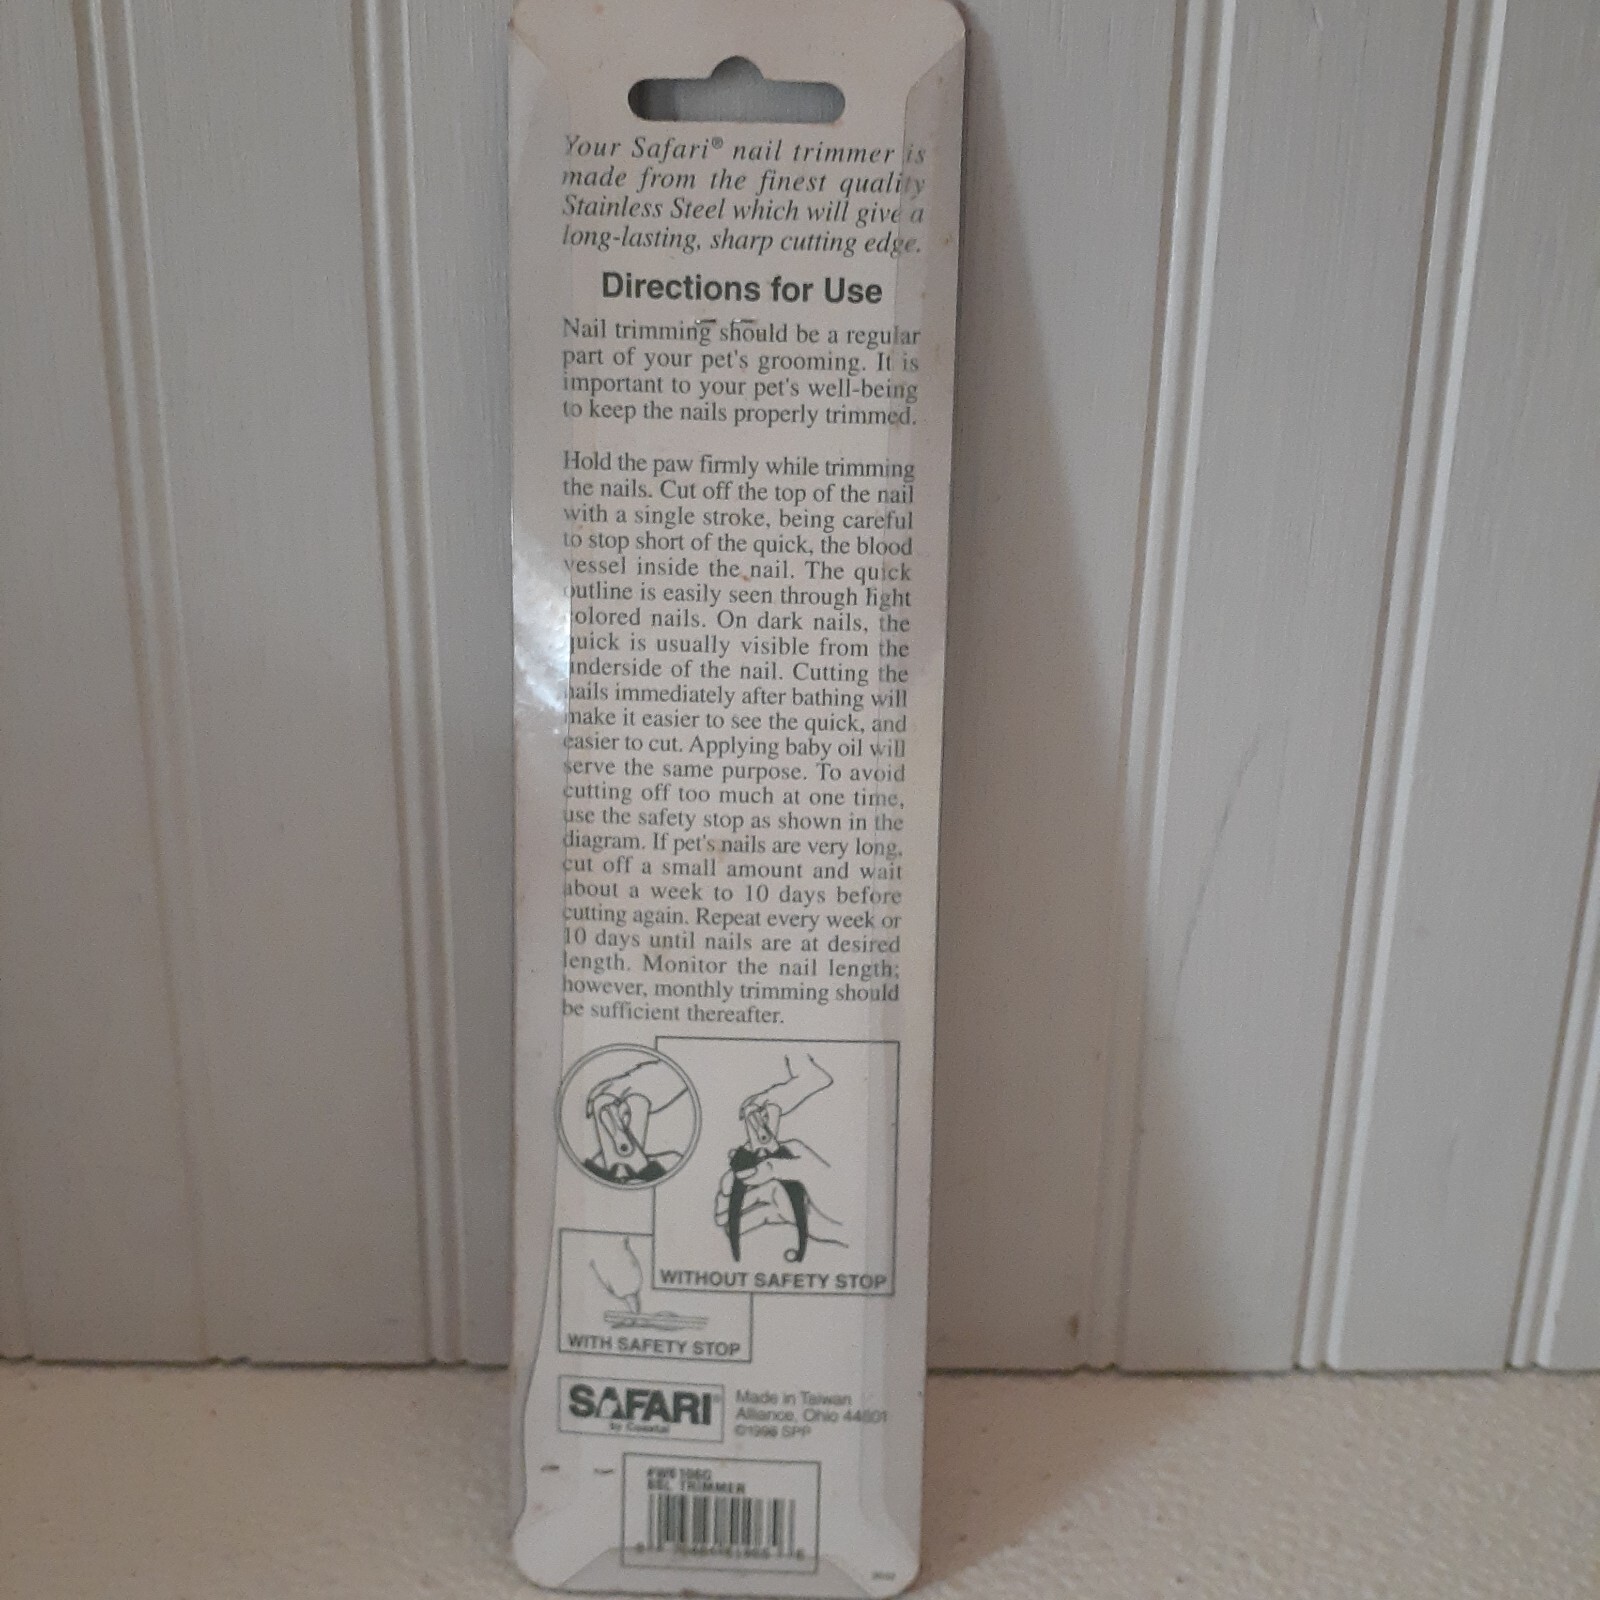 Your Safari® nail trimmer is
made from the finest quality
Stainless Steel which will give a
long-lasting, sharp cutting edge.
Directions for Use
Nail trimming should be a regular
part of your pet's grooming. It is
important to your pet's well-being
to keep the nails properly trimmed.
Hold the paw firmly while trimming
the nails. Cut off the top of the nail
with a single stroke, being careful
to stop short of the quick, the blood
vessel inside the nail. The quick
outline is easily seen through light
colored nails. On dark nails, the
quick is usually visible from the
underside of the nail. Cutting the
nails immediately after bathing will
make it easier to see the quick, and
easier to cut. Applying baby oil will
serve the same purpose. To avoid
cutting off too much at one time,
use the safety stop as shown in the
diagram. If pet's nails are very long,
cut off a small amount and wait
about a week to 10 days before
cutting again. Repeat every week or
10 days until nails are at desired
length. Monitor the nail length;
however, monthly trimming should
be sufficient thereafter.
WITHOUT SAFETY STOP
WITH SAFETY STOP
SAFARI®
by Coastal
Made in Taiwan
Alliance, Ohio 44601
SPP
TRIMMER